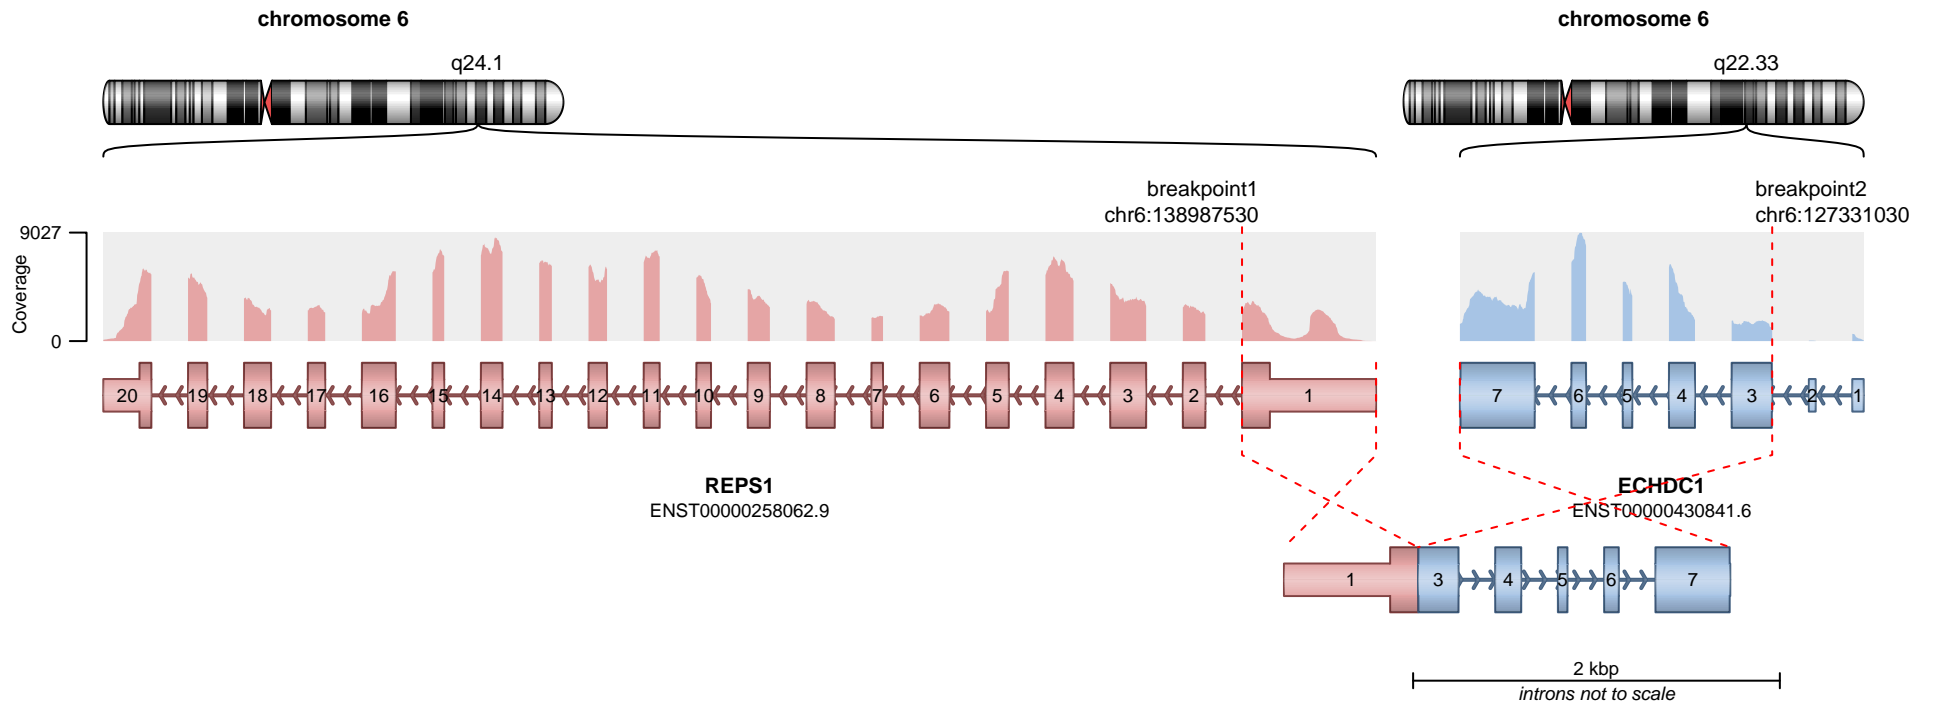 chromosome 6
chromosome 6
q24.1
q22.33
breakpoint1
chr6:138987530
breakpoint2
chr6:127331030
9027
Coverage
0
20 19 18 17 16 15 14 13 12 11 10 9 8 7 6 5 4 3 2 1
7 6 5 4 3 2 1
REPS1
ENST00000258062.9
ECHDC1
ENST00000430841.6
1 3 4 5 6 7
2 kbp
introns not to scale